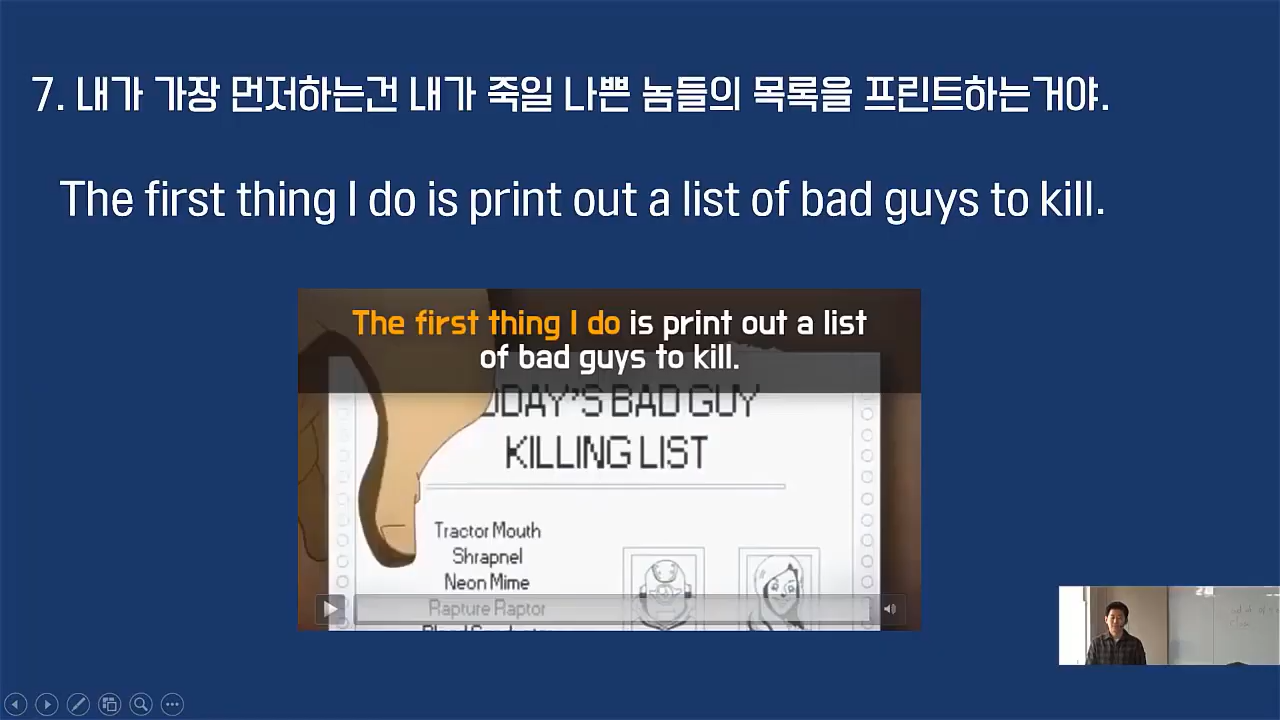 7. 내가 가장 먼저하는건 내가 죽일 나쁜 놈들의 목록을 프린트하는거야.
The first thing I do is print out a list of bad guys to kill.
The first thing I do is print out a list
of bad guys to kill.
ODAY'S BAD GUY
KILLING LIST
Tractor Mouth
Shrapnel
Neon Mime
Rapture Raptor